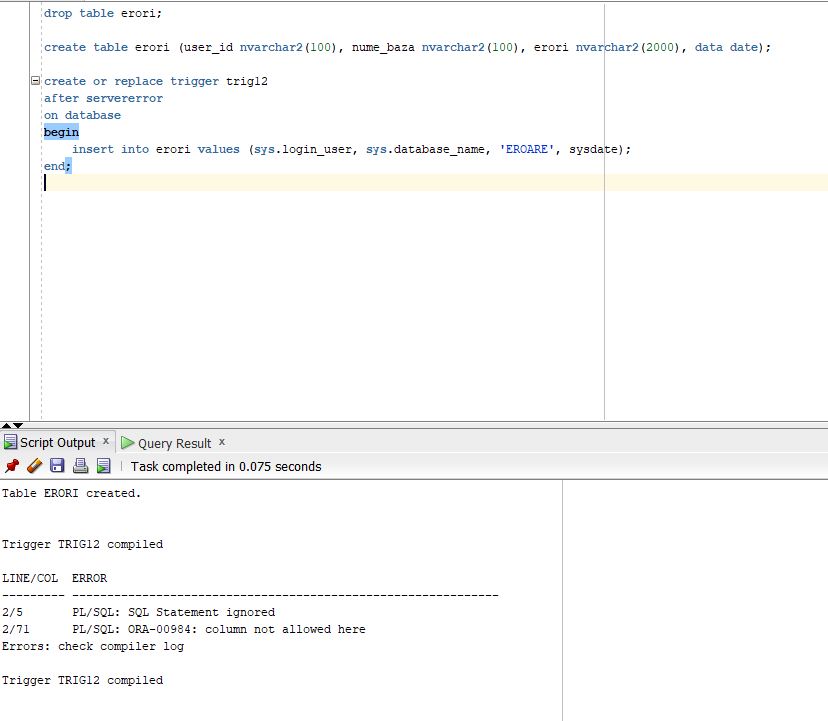 drop table erori;
create table erori (user_id nvarchar2(100), nume_baza nvarchar2(100), erori nvarchar2(2000), data date);
create or replace trigger trig12
after servererror
on database
begin
insert into erori values (sys.login_user, sys.database_name, 'EROARE', sysdate);
end;
Script Output x Query Result x
Task completed in 0.075 seconds
Table ERORI created.
Trigger TRIG12 compiled
LINE/COL ERROR
--------- -------------------------------------------------------------
2/5 PL/SQL: SQL Statement ignored
2/71 PL/SQL: ORA-00984: column not allowed here
Errors: check compiler log
Trigger TRIG12 compiled